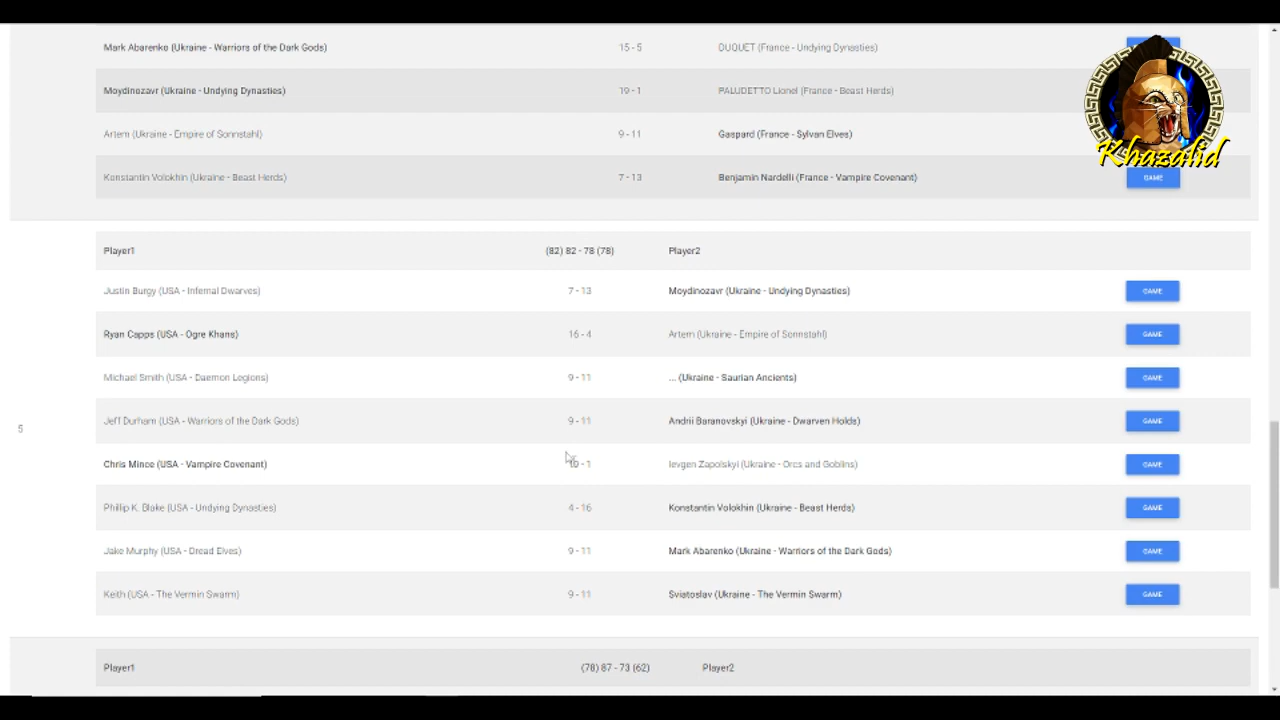 Mark Abarenko (Ukraine - Warriors of the Dark Gods) 15 - 5 DUQUET (France - Undying Dynasties)
Moydinozavr (Ukraine - Undying Dynasties) 19 - 1 PALUDETTO Lionel (France - Beast Herds)
Artem (Ukraine - Empire of Sonnstahl) 9 - 11 Gaspard (France - Sylvan Elves)
Khazalid
Konstantin Volokhin (Ukraine - Beast Herds) 7 - 13 Benjamin Nardelli (France - Vampire Covenant) GAME
Player1 (82) 82 - 78 (78) Player2
Justin Burgy (USA - Infernal Dwarves) 7 - 13 Moydinozavr (Ukraine - Undying Dynasties) GAME
Ryan Capps (USA - Ogre Khans) 16 - 4 Artem (Ukraine - Empire of Sonnstahl) GAME
Michael Smith (USA - Daemon Legions) 9 - 11 ... (Ukraine - Saurian Ancients) GAME
Jeff Durham (USA - Warriors of the Dark Gods) 9 - 11 Andrii Baranovskyi (Ukraine - Dwarven Holds) GAME
5
Chris Mince (USA - Vampire Covenant) 19 - 1 Ievgen Zapolskyi (Ukraine - Orcs and Goblins) GAME
Phillip K. Blake (USA - Undying Dynasties) 4 - 16 Konstantin Volokhin (Ukraine - Beast Herds) GAME
Jake Murphy (USA - Dread Elves) 9 - 11 Mark Abarenko (Ukraine - Warriors of the Dark Gods) GAME
Keith (USA - The Vermin Swarm) 9 - 11 Sviatoslav (Ukraine - The Vermin Swarm) GAME
Player1 (78) 87 - 73 (62) Player2